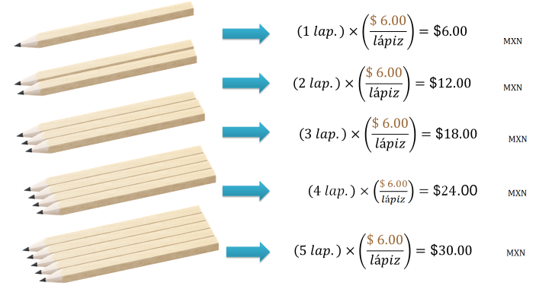 (1 lap.) × ($ 6.00 / lápiz) = $6.00 MXN
(2 lap.) × ($ 6.00 / lápiz) = $12.00 MXN
(3 lap.) × ($ 6.00 / lápiz) = $18.00 MXN
(4 lap.) × ($ 6.00 / lápiz) = $24.00 MXN
(5 lap.) × ($ 6.00 / lápiz) = $30.00 MXN